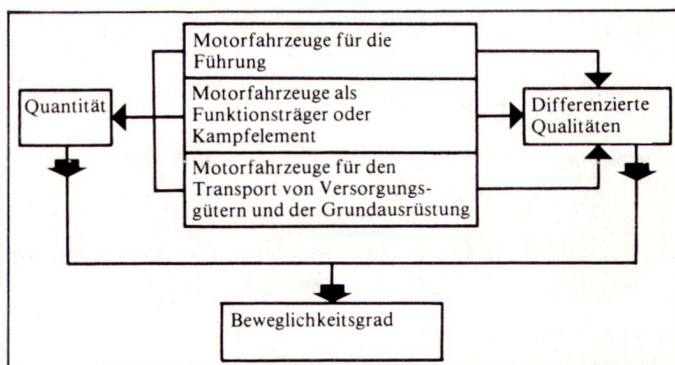 Motorfahrzeuge für die
Führung
Quantität
Motorfahrzeuge als
Funktionsträger oder
Kampfelement
Differenzierte
Qualitäten
Motorfahrzeuge für den
Transport von Versorgungs-
gütern und der Grundausrüstung
Beweglichkeitsgrad